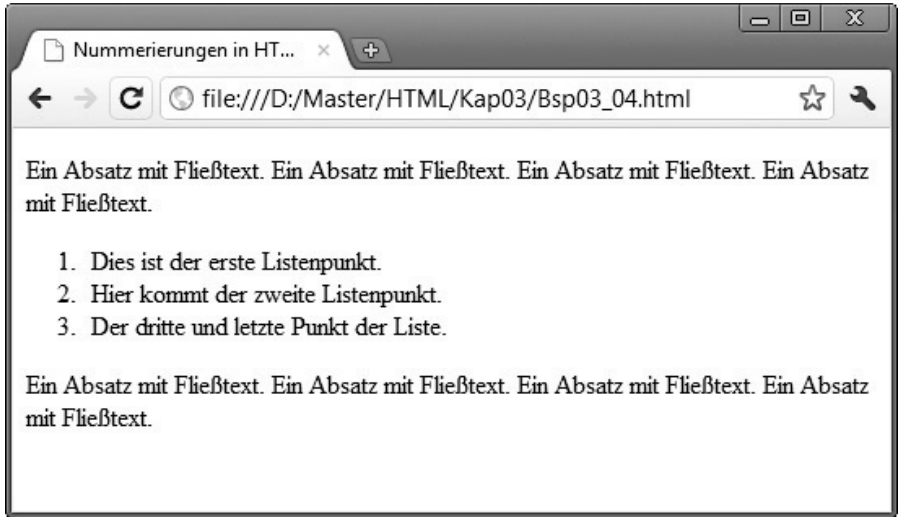 Nummerierungen in HT...
file:///D:/Master/HTML/Kap03/Bsp03_04.html
Ein Absatz mit Fließtext. Ein Absatz mit Fließtext. Ein Absatz mit Fließtext. Ein Absatz
mit Fließtext.
1. Dies ist der erste Listenpunkt.
2. Hier kommt der zweite Listenpunkt.
3. Der dritte und letzte Punkt der Liste.
Ein Absatz mit Fließtext. Ein Absatz mit Fließtext. Ein Absatz mit Fließtext. Ein Absatz
mit Fließtext.